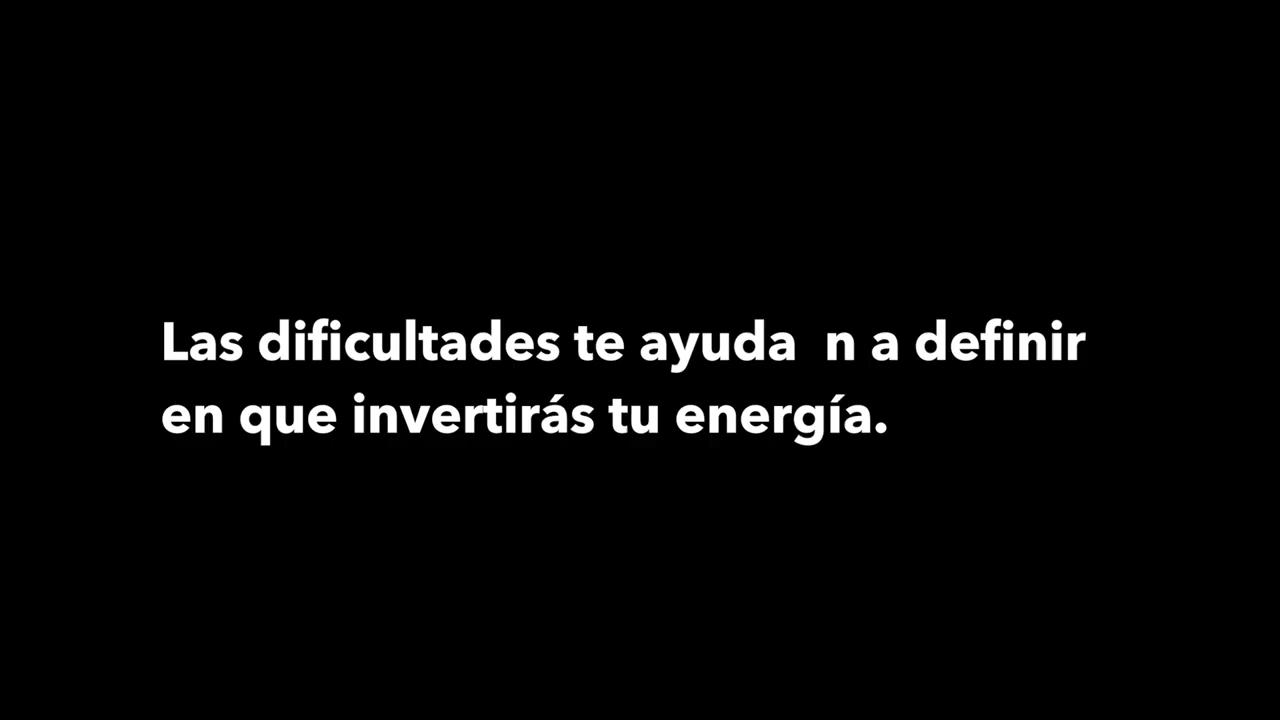 Las dificultades te ayuda  n a definir
en que invertirás tu energía.